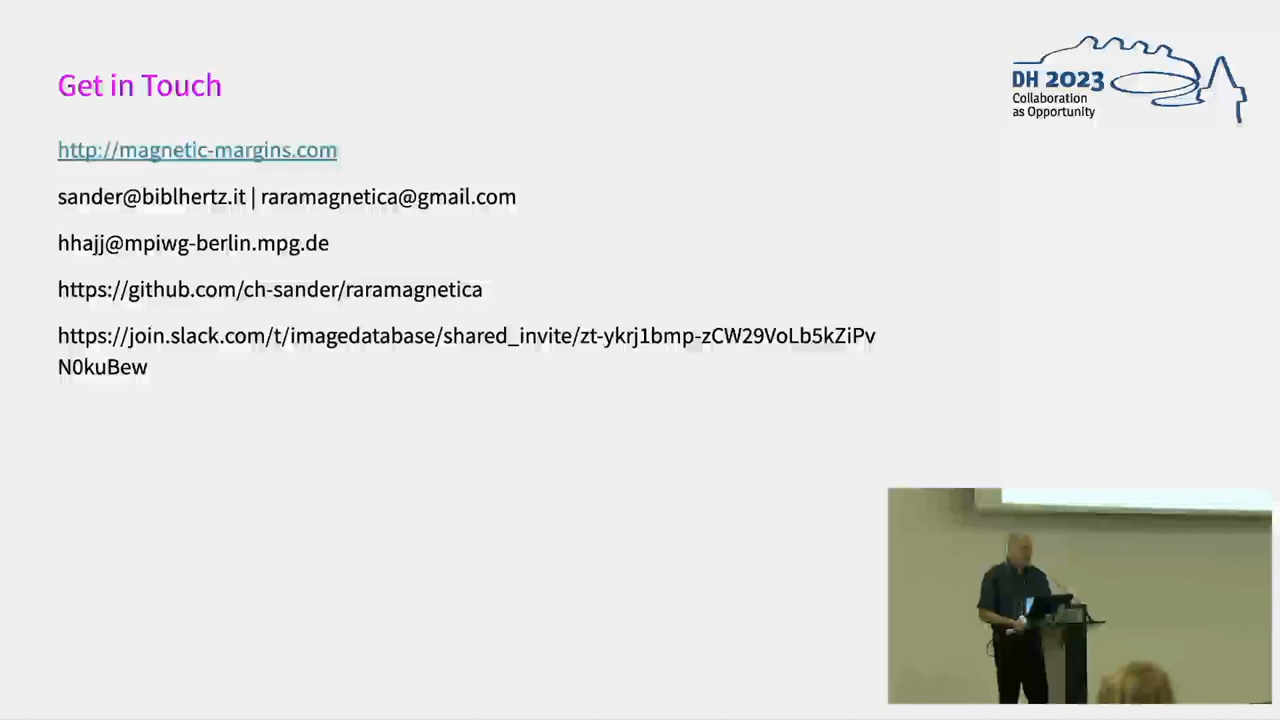 Get in Touch
DH 2023
Collaboration
as Opportunity
http://magnetic-margins.com
sander@biblhertz.it | raramagnetica@gmail.com
hhajj@mpiwg-berlin.mpg.de
https://github.com/ch-sander/raramagnetica
https://join.slack.com/t/imagedatabase/shared_invite/zt-ykrj1bmp-zCW29VoLb5kZiPv
N0kuBew